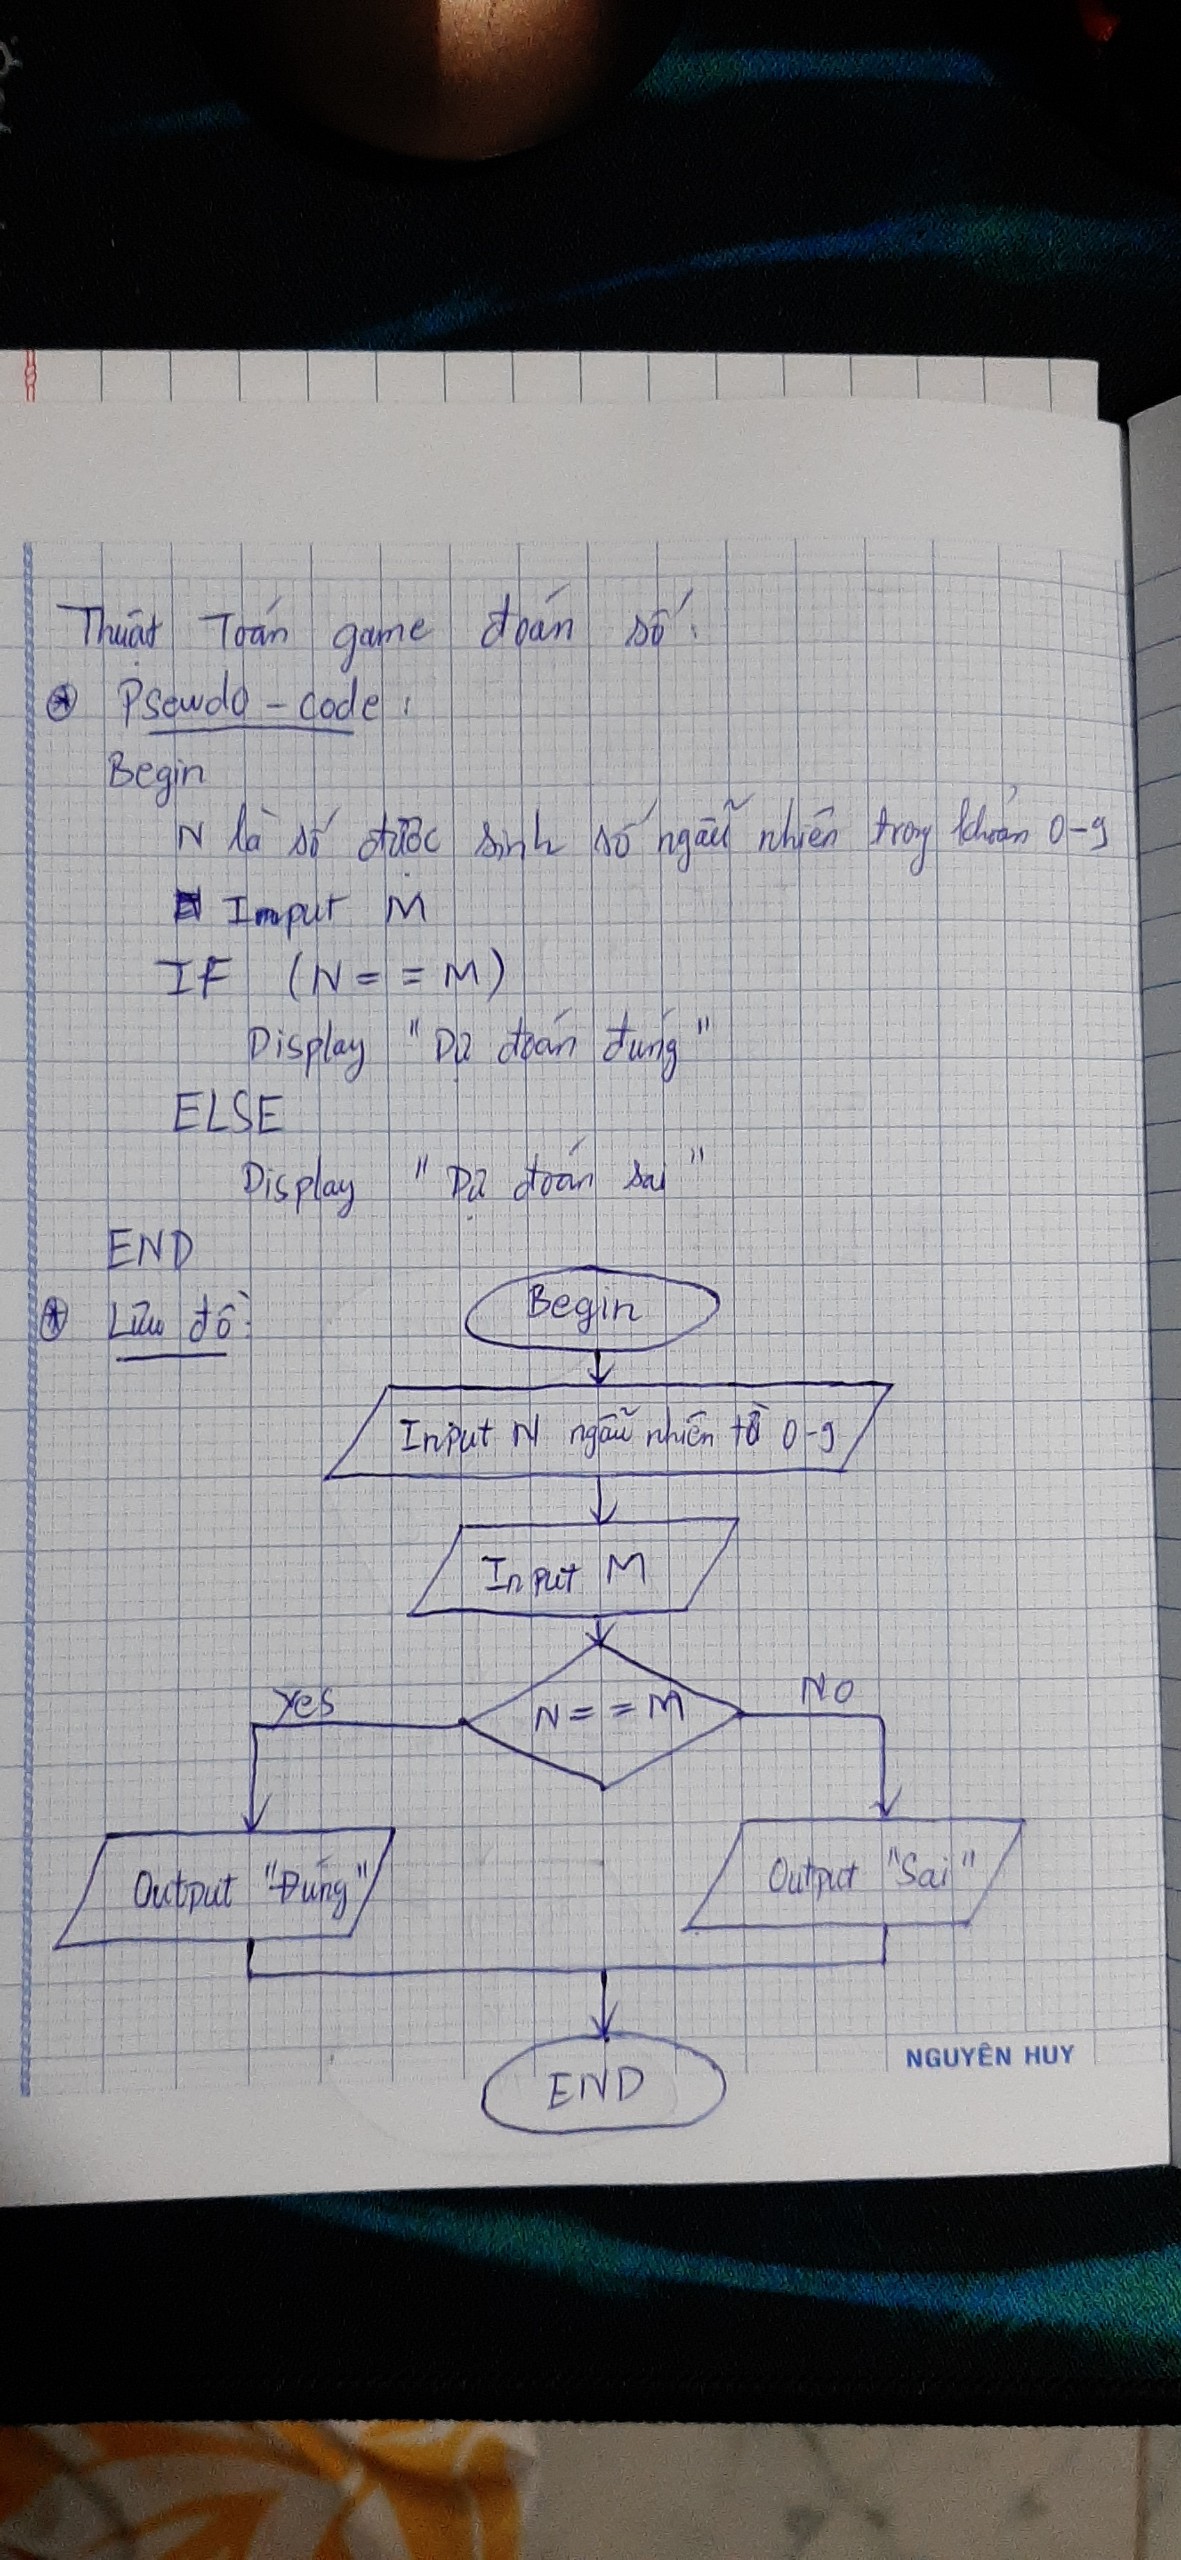 Thuật Toán game đoán số:
Pseudo - code:
Begin
N là số được sinh số ngẫu nhiên trong khoản 0-9
Input M
IF (N = = M)
Display "Dự đoán đúng"
ELSE
Display "Dự đoán sai"
END
Lưu đồ:
Begin
Input N ngẫu nhiên từ 0-9
Input M
N = = M
Yes
NO
Output "Đúng"
Output "Sai"
END
NGUYÊN HUY